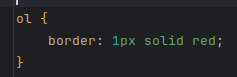 ol {
    border: 1px solid red;
}